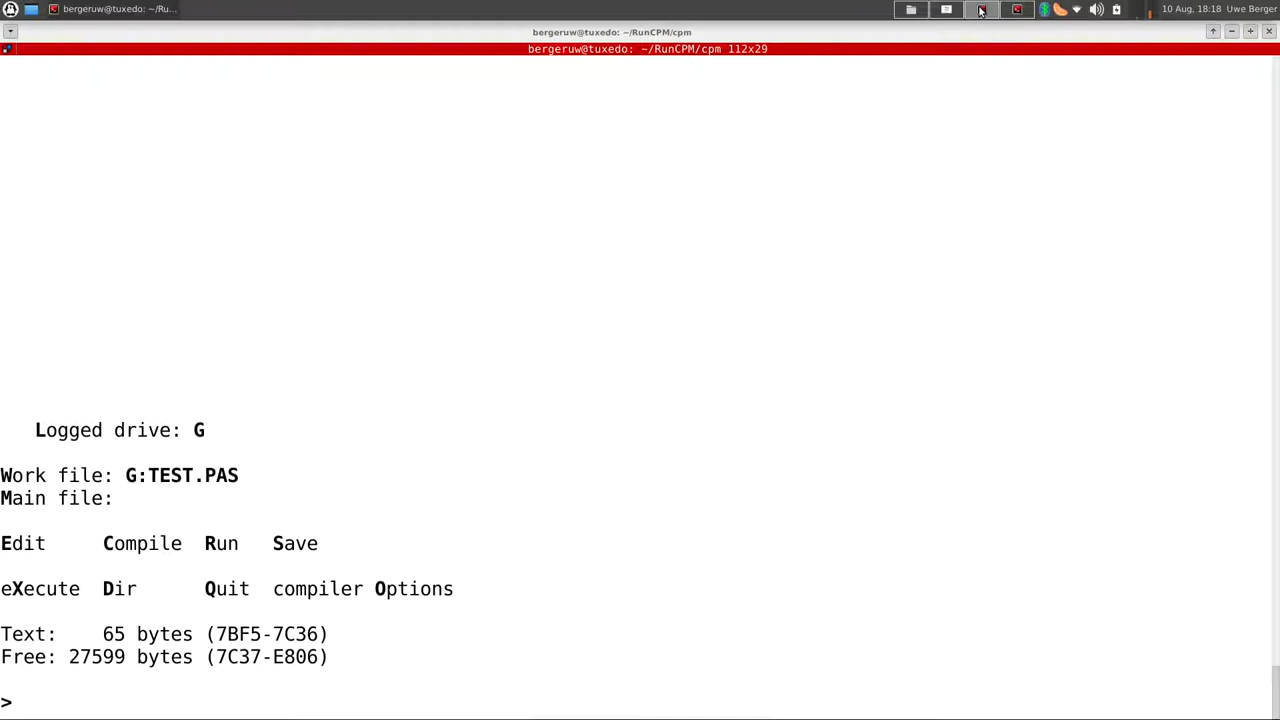 bergeruw@tuxedo: ~/Ru...
10 Aug, 18:18 Uwe Berger
bergeruw@tuxedo: ~/RunCPM/cpm
bergeruw@tuxedo: ~/RunCPM/cpm 112x29
Logged drive: G
Work file: G:TEST.PAS
Main file:
Edit Compile Run Save
eXecute Dir Quit compiler Options
Text: 65 bytes (7BF5-7C36)
Free: 27599 bytes (7C37-E806)
>